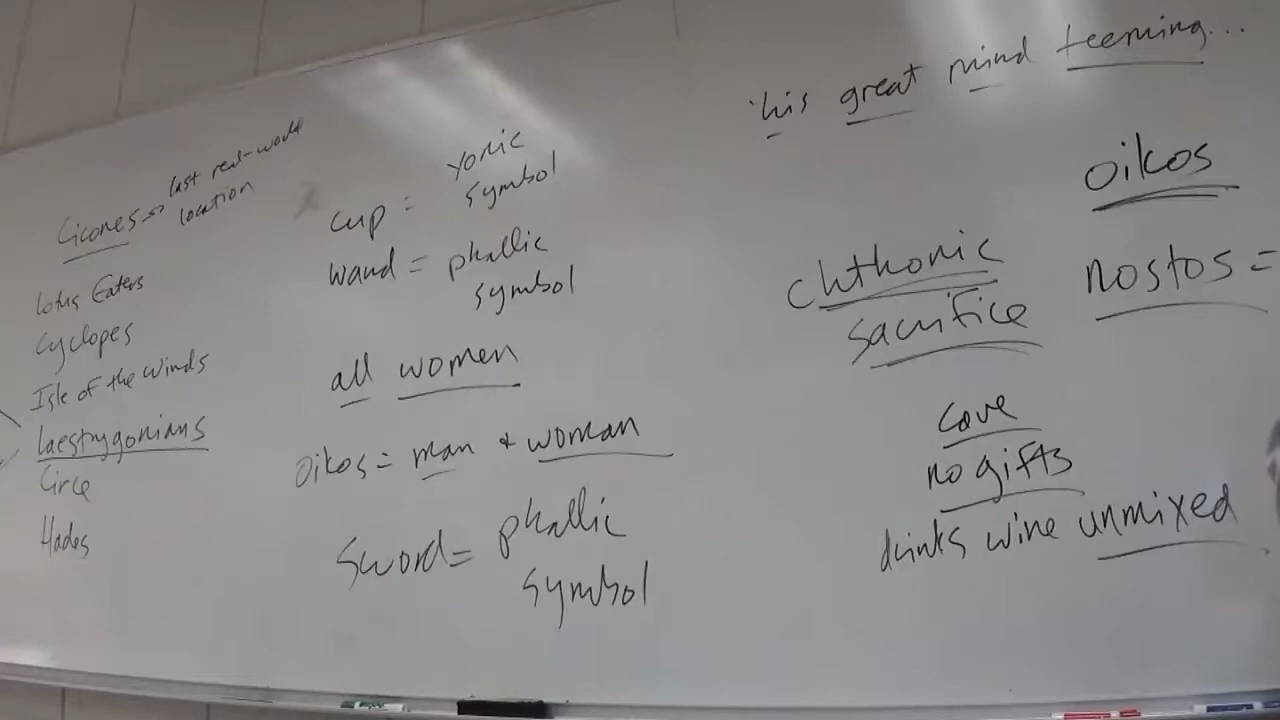 Cicones → last real-world
location
Lotus Eaters
Cyclopes
Isle of the Winds
Laestrygonians
Circe
Hades
cup = yonic
symbol
wand = phallic
symbol
all women
oikos = man + woman
sword = phallic
symbol
"his great mind teeming...
oikos
chthonic
sacrifice
nostos =
cave
no gifts
drinks wine unmixed